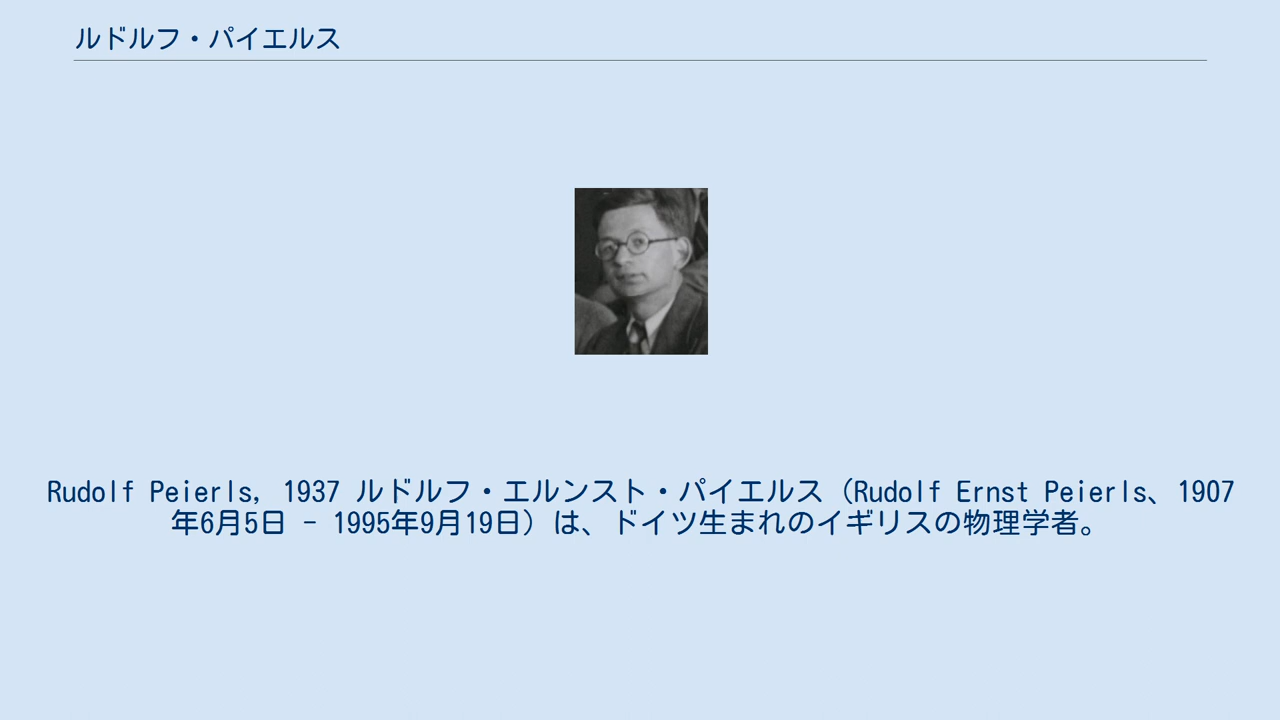 ルドルフ・パイエルス
Rudolf Peierls, 1937 ルドルフ・エルンスト・パイエルス（Rudolf Ernst Peierls、1907
年6月5日 - 1995年9月19日）は、ドイツ生まれのイギリスの物理学者。